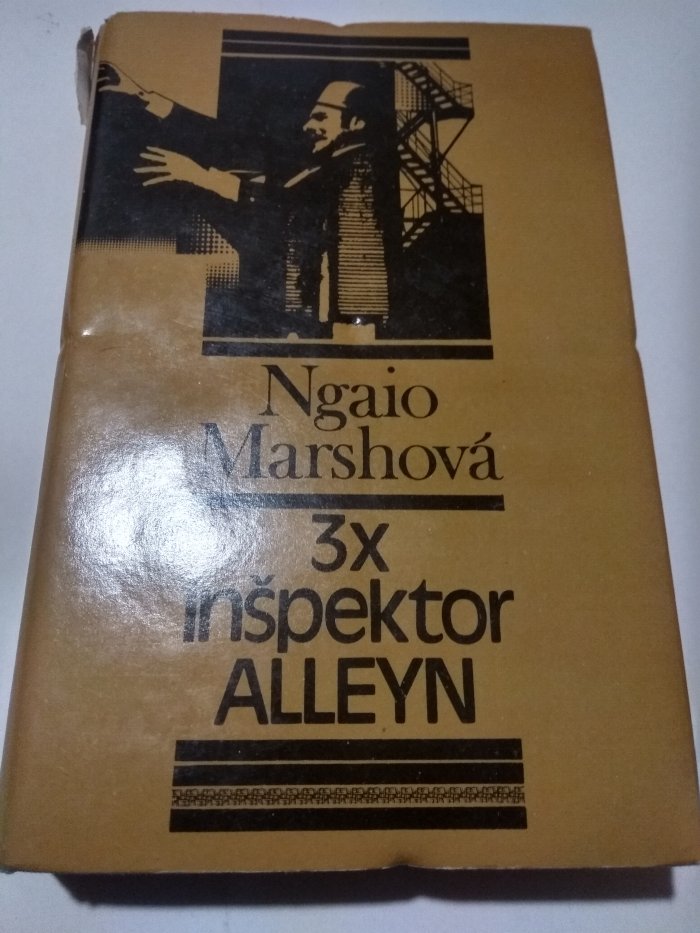 Ngaio
Marshová
3x
inšpektor
ALLEYN